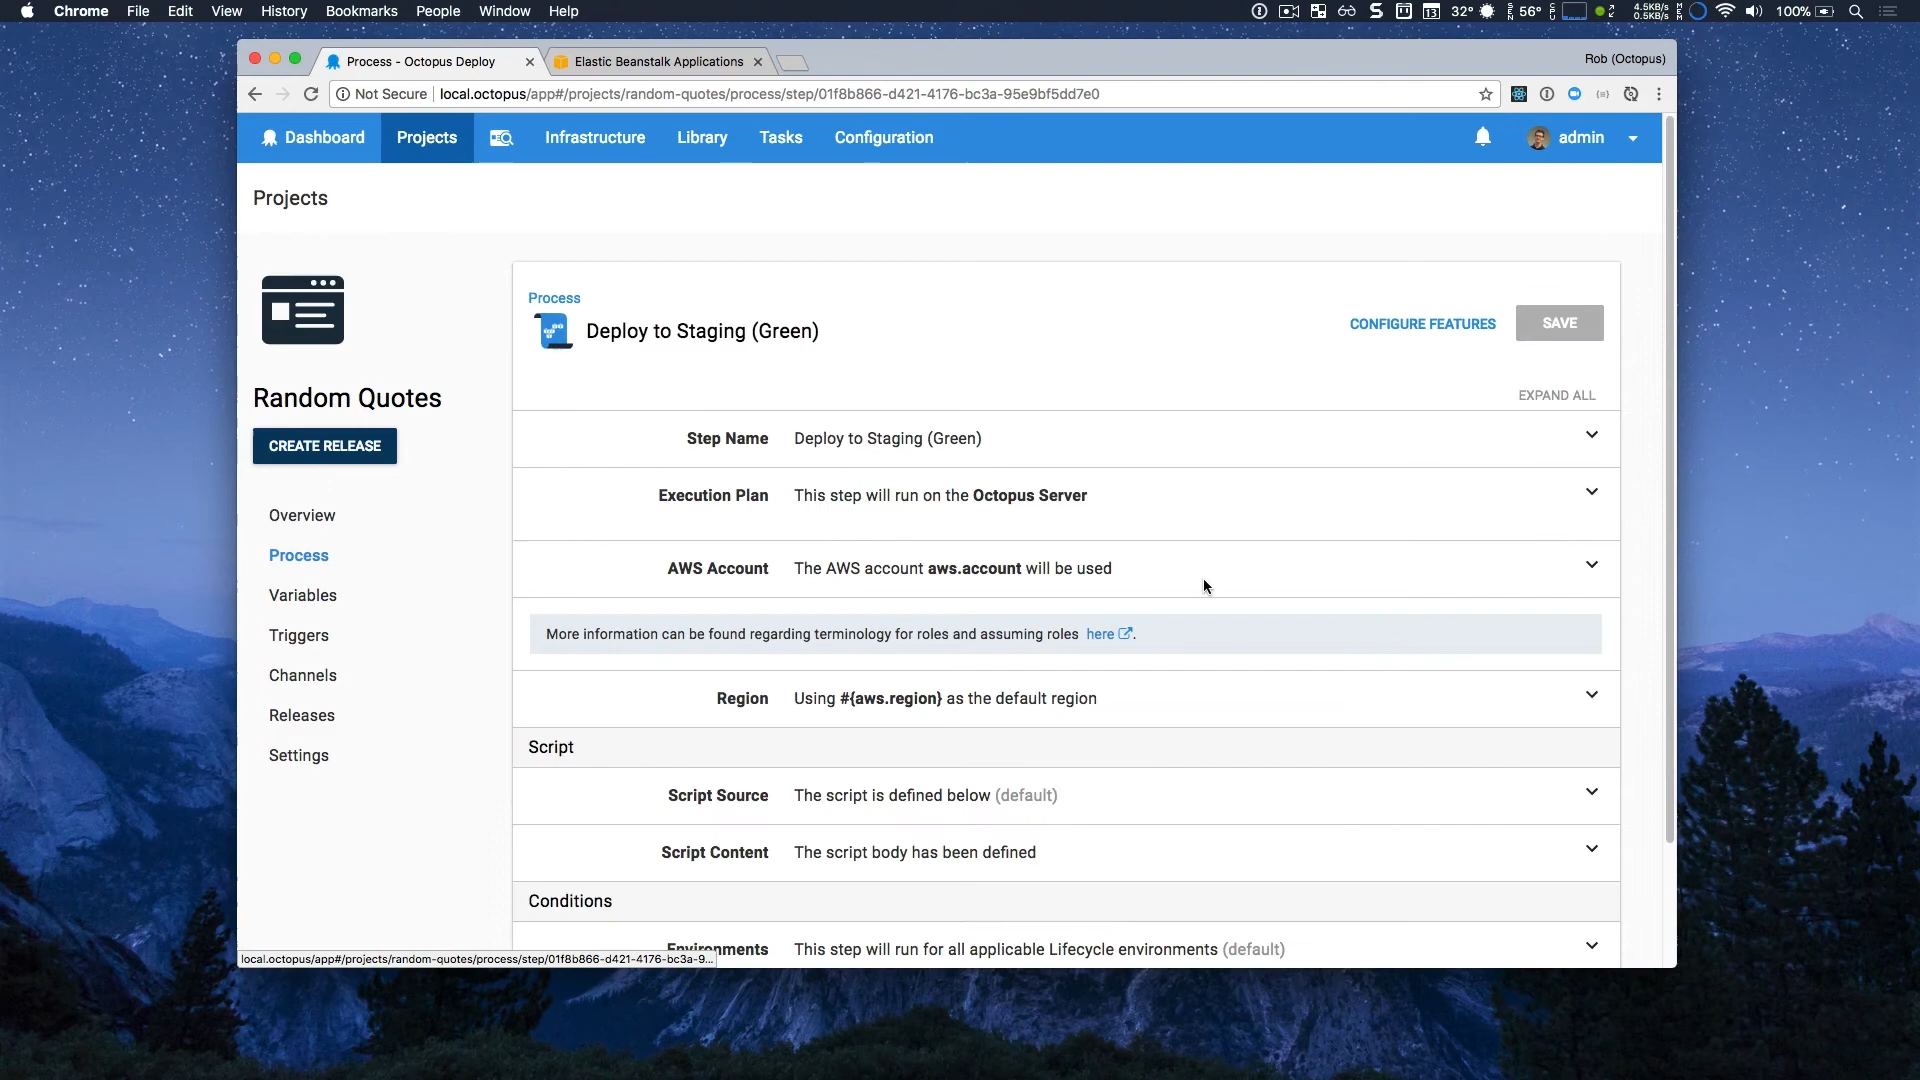 Chrome File Edit View History Bookmarks People Window Help
32° 56° 4.5KB/s 0.5KB/s 100%
Process - Octopus Deploy
Elastic Beanstalk Applications
Rob (Octopus)
Not Secure local.octopus/app#/projects/random-quotes/process/step/01f8b866-d421-4176-bc3a-95e9bf5dd7e0
Dashboard Projects Infrastructure Library Tasks Configuration admin
Projects
Process
Deploy to Staging (Green)
CONFIGURE FEATURES
SAVE
Random Quotes
CREATE RELEASE
Overview
Process
Variables
Triggers
Channels
Releases
Settings
EXPAND ALL
Step Name Deploy to Staging (Green)
Execution Plan This step will run on the Octopus Server
AWS Account The AWS account aws.account will be used
More information can be found regarding terminology for roles and assuming roles here.
Region Using #{aws.region} as the default region
Script
Script Source The script is defined below (default)
Script Content The script body has been defined
Conditions
Environments This step will run for all applicable Lifecycle environments (default)
local.octopus/app#/projects/random-quotes/process/step/01f8b866-d421-4176-bc3a-9...